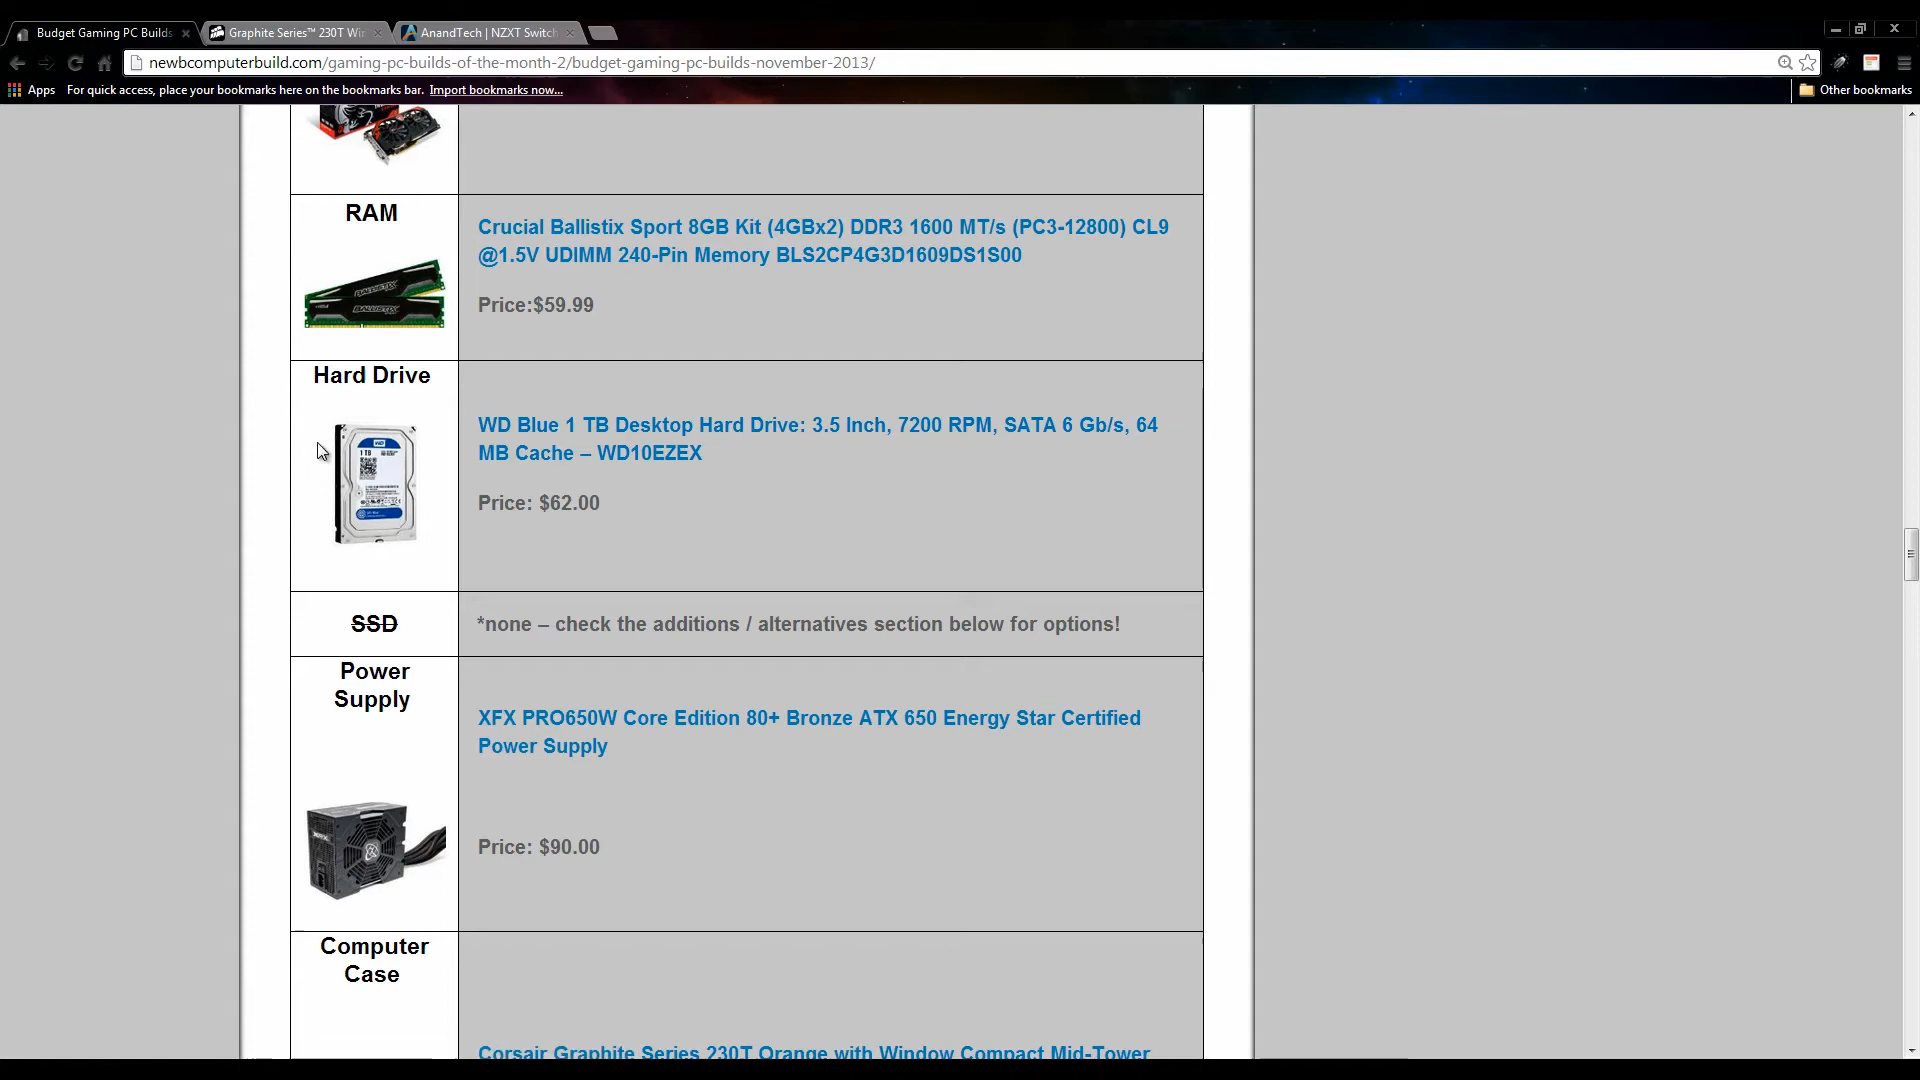 Budget Gaming PC Builds
Graphite Series™ 230T Win
AnandTech | NZXT Switch
newbcomputerbuild.com/gaming-pc-builds-of-the-month-2/budget-gaming-pc-builds-november-2013/
Apps
For quick access, place your bookmarks here on the bookmarks bar.
Import bookmarks now...
Other bookmarks
RAM
Crucial Ballistix Sport 8GB Kit (4GBx2) DDR3 1600 MT/s (PC3-12800) CL9
@1.5V UDIMM 240-Pin Memory BLS2CP4G3D1609DS1S00
Price:$59.99
BALLISTIX
BALLISTIX
Hard Drive
WD Blue 1 TB Desktop Hard Drive: 3.5 Inch, 7200 RPM, SATA 6 Gb/s, 64
MB Cache – WD10EZEX
Price: $62.00
WD
1 TB
SSD
*none – check the additions / alternatives section below for options!
Power
Supply
XFX PRO650W Core Edition 80+ Bronze ATX 650 Energy Star Certified
Power Supply
Price: $90.00
Computer
Case
Corsair Graphite Series 230T Orange with Window Compact Mid-Tower